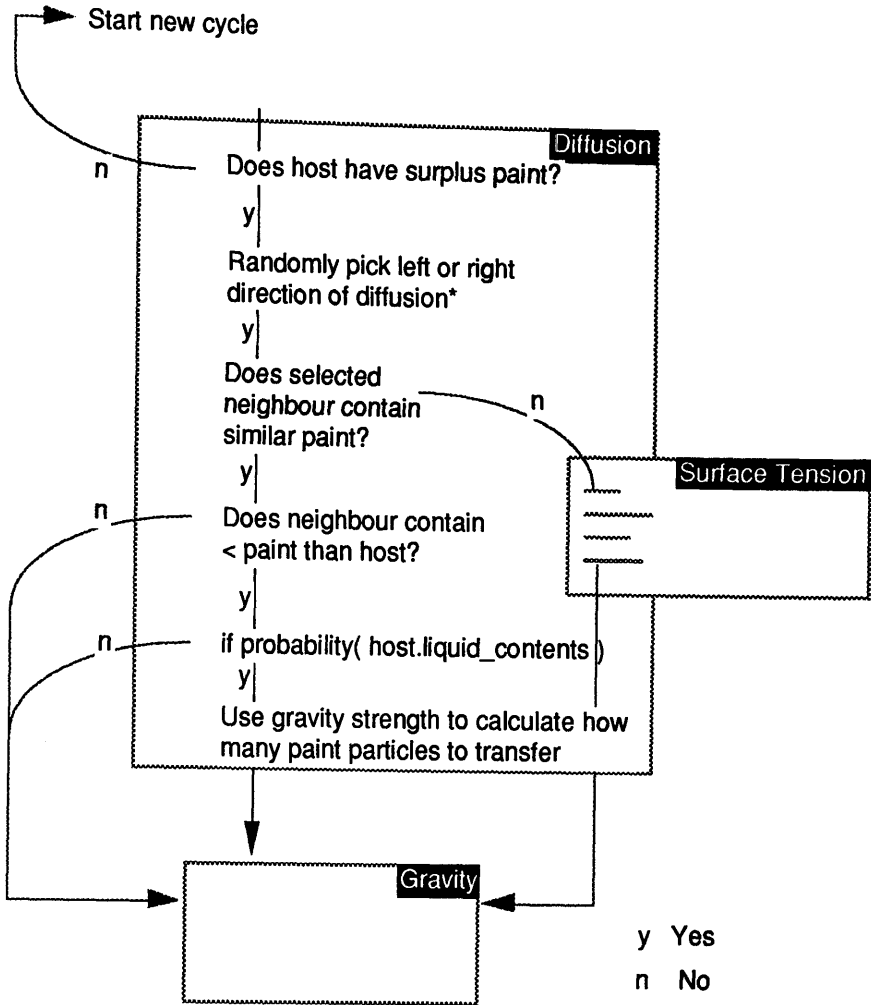 Start new cycle
Diffusion
n
Does host have surplus paint?
y
Randomly pick left or right
direction of diffusion*
y
Does selected
neighbour contain
similar paint?
n
y
Surface Tension
n
Does neighbour contain
< paint than host?
y
n
if probability( host.liquid_contents )
y
Use gravity strength to calculate how
many paint particles to transfer
Gravity
y Yes
n No